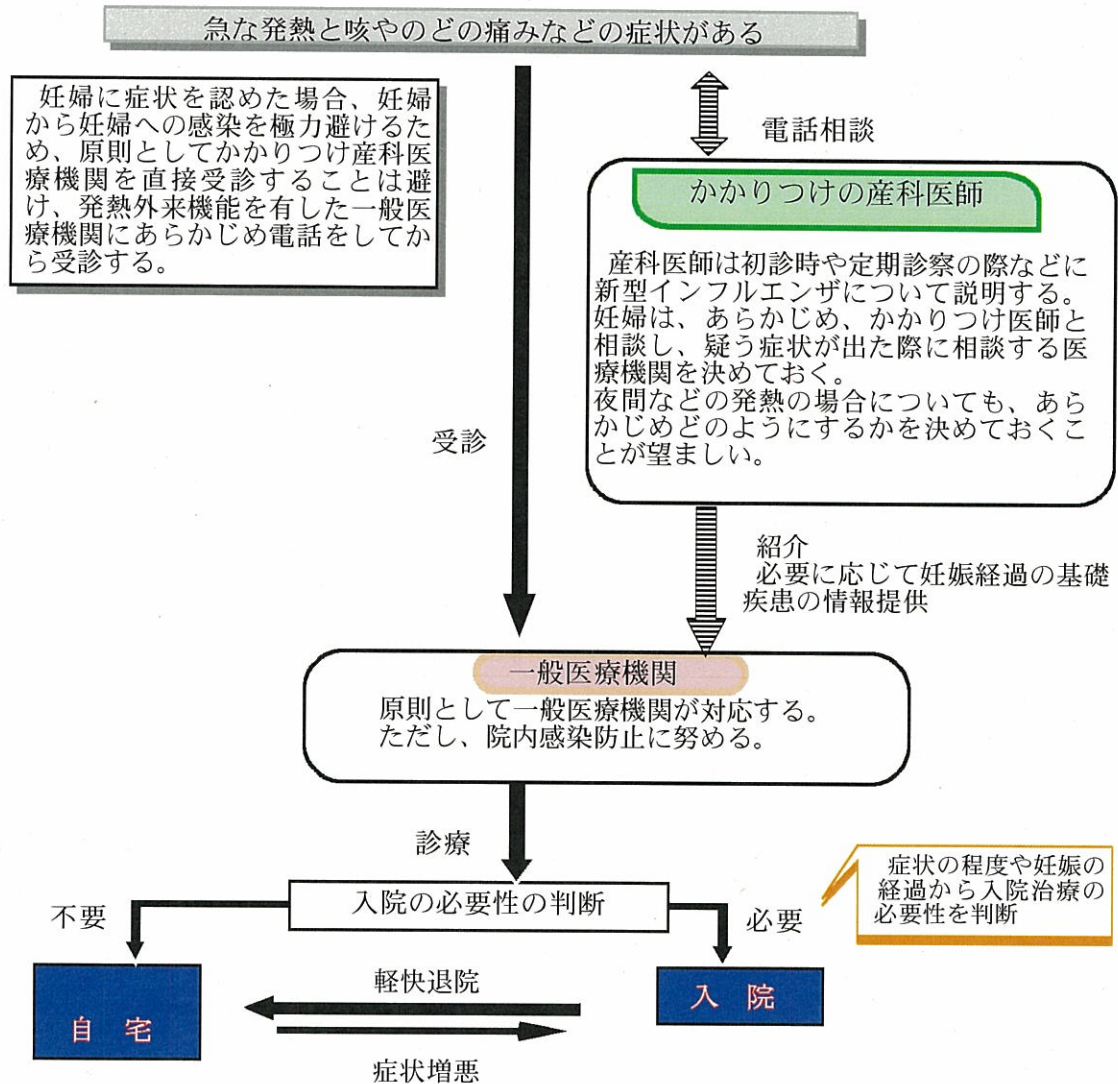 急な発熱と咳やのどの痛みなどの症状がある
妊婦に症状を認めた場合、妊婦
から妊婦への感染を極力避けるた
め、原則としてかかりつけ産科医
療機関を直接受診することは避
け、発熱外来機能を有した一般医
療機関にあらかじめ電話をしてか
ら受診する。
電話相談
かかりつけの産科医師
産科医師は初診時や定期診察の際などに
新型インフルエンザについて説明する。
妊婦は、あらかじめ、かかりつけ医師と
相談し、疑う症状が出た際に相談する医
療機関を決めておく。
夜間などの発熱の場合についても、あら
かじめどのようにするかを決めておくこ
とが望ましい。
受診
紹介
必要に応じて妊娠経過の基礎
疾患の情報提供
一般医療機関
原則として一般医療機関が対応する。
ただし、院内感染防止に努める。
診療
入院の必要性の判断
症状の程度や妊娠の
経過から入院治療の
必要性を判断
不要
必要
自 宅
軽快退院
入 院
症状増悪